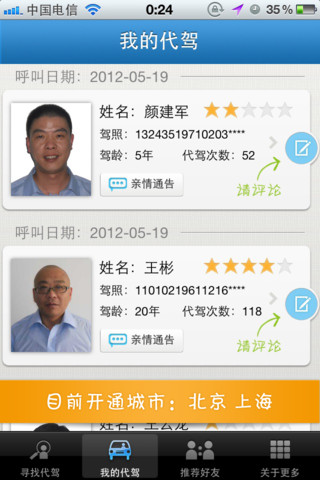 中国电信 0:24 35%
我的代驾
呼叫日期：2012-05-19
姓名：颜建军
驾照：13243519710203****
驾龄：5年 代驾次数：52
亲情通告
请评论
呼叫日期：2012-05-19
姓名：王彬
驾照：11010219611216****
驾龄：20年 代驾次数：118
亲情通告
请评论
目前开通城市：北京 上海
寻找代驾 我的代驾 推荐好友 关于更多